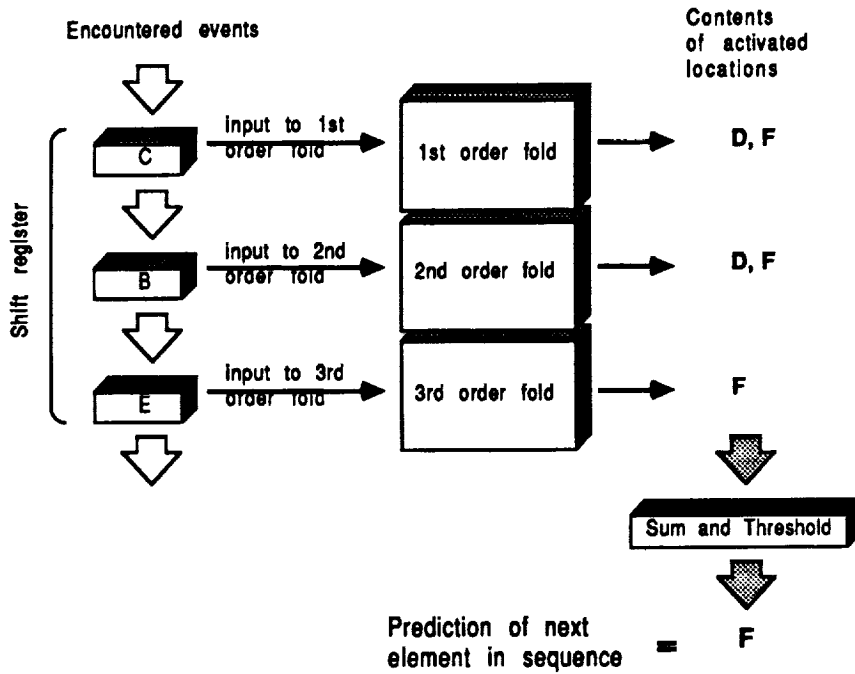 Encountered events
Contents
of activated
locations
Shift register
C
input to 1st
order fold
1st order fold
D, F
B
input to 2nd
order fold
2nd order fold
D, F
E
input to 3rd
order fold
3rd order fold
F
Sum and Threshold
Prediction of next
element in sequence
=
F